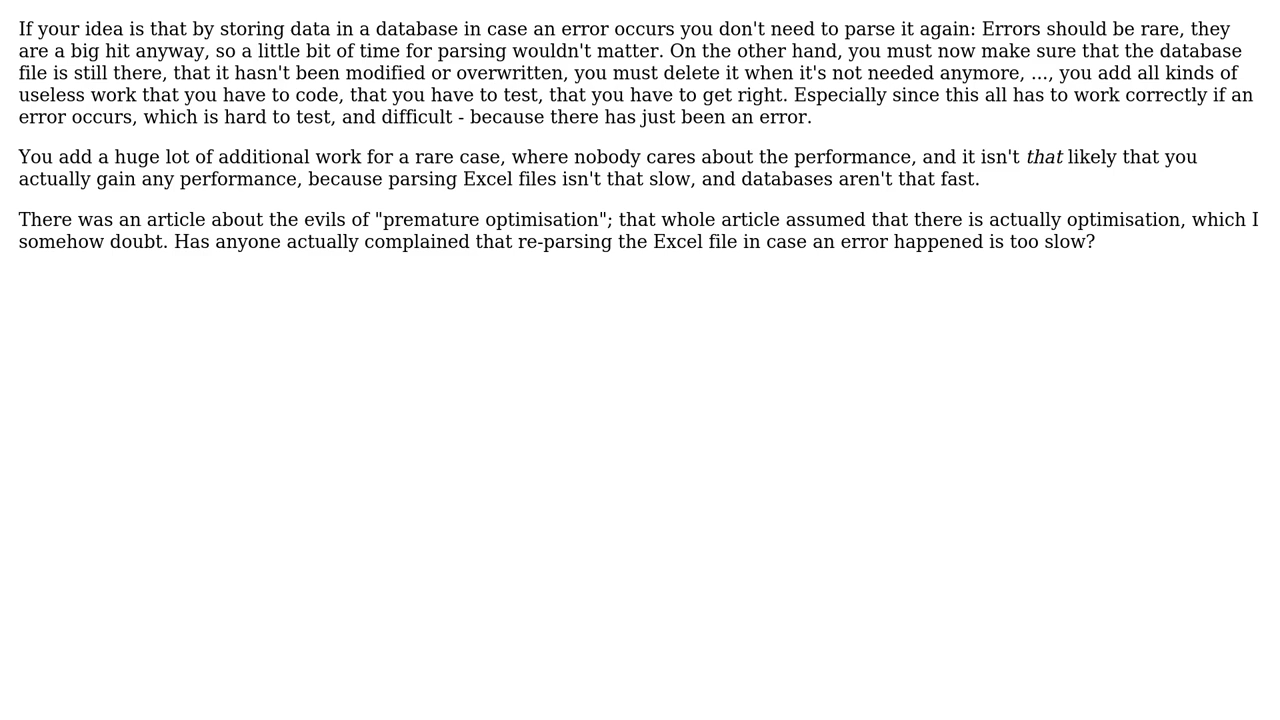 If your idea is that by storing data in a database in case an error occurs you don't need to parse it again: Errors should be rare, they
are a big hit anyway, so a little bit of time for parsing wouldn't matter. On the other hand, you must now make sure that the database
file is still there, that it hasn't been modified or overwritten, you must delete it when it's not needed anymore, ..., you add all kinds of
useless work that you have to code, that you have to test, that you have to get right. Especially since this all has to work correctly if an
error occurs, which is hard to test, and difficult - because there has just been an error.
You add a huge lot of additional work for a rare case, where nobody cares about the performance, and it isn't that likely that you
actually gain any performance, because parsing Excel files isn't that slow, and databases aren't that fast.
There was an article about the evils of "premature optimisation"; that whole article assumed that there is actually optimisation, which I
somehow doubt. Has anyone actually complained that re-parsing the Excel file in case an error happened is too slow?